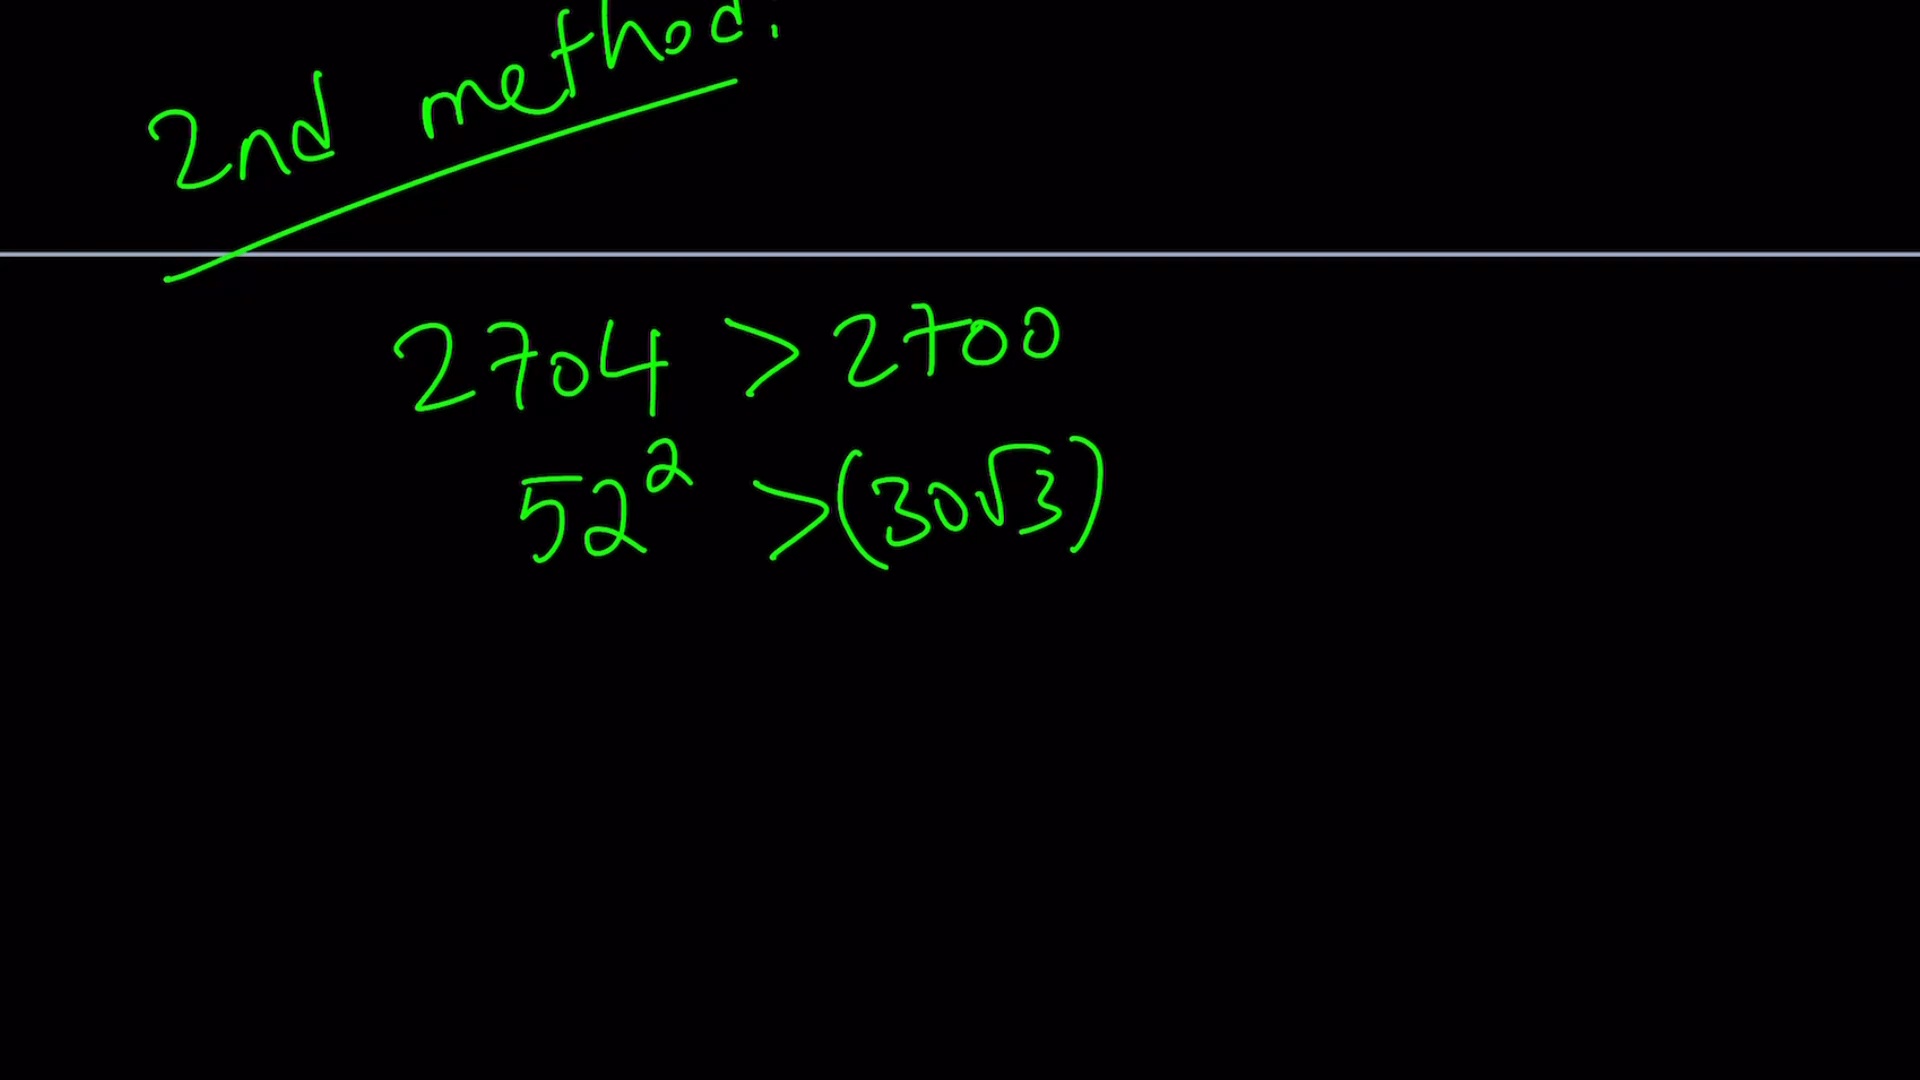 2nd method:
2704 > 2700
52² > (30√3)